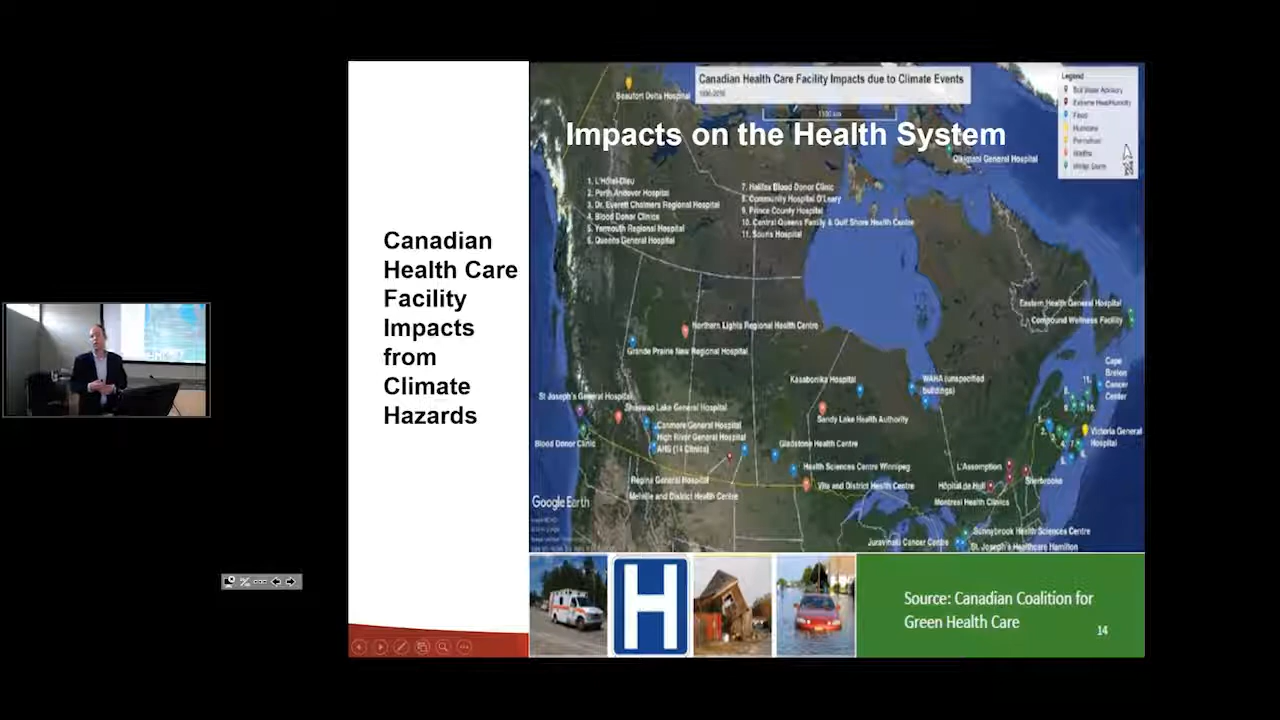 Canadian
Health Care
Facility
Impacts
from
Climate
Hazards
Canadian Health Care Facility Impacts due to Climate Events
Impacts on the Health System
Legend
Boil Water Advisory
Extreme Heat/Humidity
Flood
Hurricane
Permafrost
Wildfire
Winter Storm
Beaufort Delta Hospital
Qikiqtani General Hospital
1. L'Hôtel-Dieu
2. Perth Andover Hospital
3. Dr. Everett Chalmers Regional Hospital
4. Blood Donor Clinics
5. Yarmouth Regional Hospital
6. Queens General Hospital
7. Halifax Blood Donor Clinic
8. Community Hospital O'Leary
9. Prince County Hospital
10. Central Queens Family & Gulf Shore Health Centre
11. Souris Hospital
Eastern Health General Hospital
Compound Wellness Facility
Northern Lights Regional Health Centre
Grande Prairie New Regional Hospital
Kasabonika Hospital
WAHA (unspecified
buildings)
Cape
Breton
Cancer
Center
St Joseph's General Hospital
Shuswap Lake General Hospital
Sandy Lake Health Authority
Canmore General Hospital
High River General Hospital
AHS (14 Clinics)
Blood Donor Clinic
Gladstone Health Centre
Victoria General
Hospital
Health Sciences Centre Winnipeg
L'Assomption
Regina General Hospital
Vita and District Health Centre
Hôpital de Hull
Sherbrooke
Melville and District Health Centre
Montreal Health Clinics
Google Earth
Sunnybrook Health Sciences Centre
Juravinski Cancer Centre
St. Joseph's Healthcare Hamilton
H
Source: Canadian Coalition for
Green Health Care
14